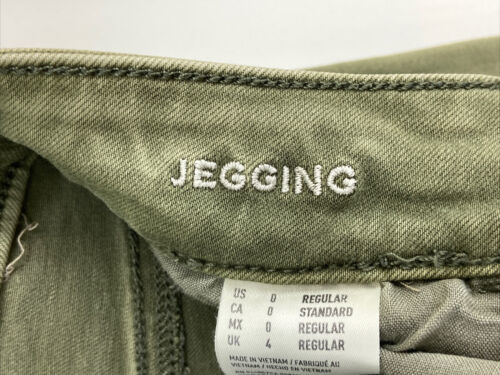 JEGGING
US 0 REGULAR
CA 0 STANDARD
MX 0 REGULAR
UK 4 REGULAR
MADE IN VIETNAM / FABRIQUÉ AU
VIETNAM / HECHO EN VIETNAM